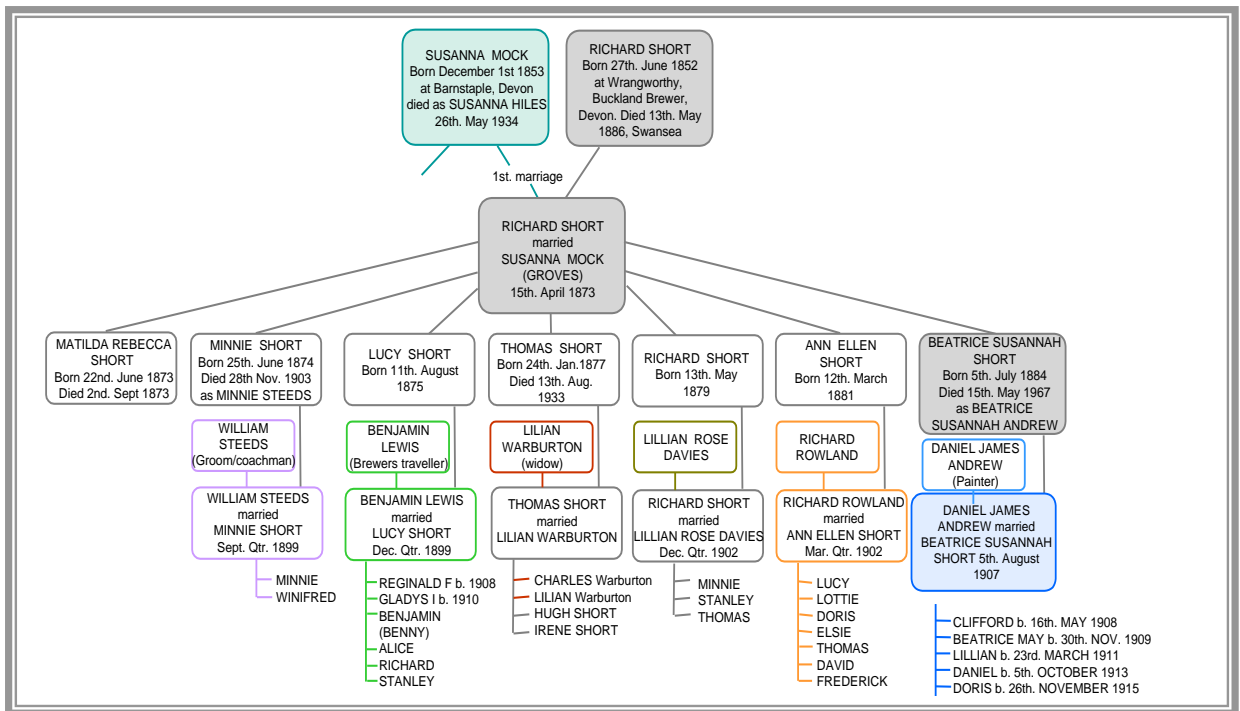 SUSANNA MOCK
Born December 1st 1853
at Barnstaple, Devon
died as SUSANNA HILES
26th. May 1934
RICHARD SHORT
Born 27th. June 1852
at Wrangworthy,
Buckland Brewer,
Devon. Died 13th. May
1886, Swansea
1st. marriage
RICHARD SHORT
married
SUSANNA MOCK
(GROVES)
15th. April 1873
MATILDA REBECCA
SHORT
Born 22nd. June 1873
Died 2nd. Sept 1873
MINNIE SHORT
Born 25th. June 1874
Died 28th Nov. 1903
as MINNIE STEEDS
LUCY SHORT
Born 11th. August
1875
THOMAS SHORT
Born 24th. Jan.1877
Died 13th. Aug.
1933
RICHARD SHORT
Born 13th. May
1879
ANN ELLEN
SHORT
Born 12th. March
1881
BEATRICE SUSANNAH
SHORT
Born 5th. July 1884
Died 15th. May 1967
as BEATRICE
SUSANNAH ANDREW
WILLIAM
STEEDS
(Groom/coachman)
BENJAMIN
LEWIS
(Brewers traveller)
LILIAN
WARBURTON
(widow)
LILLIAN ROSE
DAVIES
RICHARD
ROWLAND
DANIEL JAMES
ANDREW
(Painter)
WILLIAM STEEDS
married
MINNIE SHORT
Sept. Qtr. 1899
BENJAMIN LEWIS
married
LUCY SHORT
Dec. Qtr. 1899
THOMAS SHORT
married
LILIAN WARBURTON
RICHARD SHORT
married
LILLIAN ROSE DAVIES
Dec. Qtr. 1902
RICHARD ROWLAND
married
ANN ELLEN SHORT
Mar. Qtr. 1902
DANIEL JAMES
ANDREW married
BEATRICE SUSANNAH
SHORT 5th. August
1907
MINNIE
WINIFRED
REGINALD F b. 1908
GLADYS I b. 1910
BENJAMIN
(BENNY)
ALICE
RICHARD
STANLEY
CHARLES Warburton
LILIAN Warburton
HUGH SHORT
IRENE SHORT
MINNIE
STANLEY
THOMAS
LUCY
LOTTIE
DORIS
ELSIE
THOMAS
DAVID
FREDERICK
CLIFFORD b. 16th. MAY 1908
BEATRICE MAY b. 30th. NOV. 1909
LILLIAN b. 23rd. MARCH 1911
DANIEL b. 5th. OCTOBER 1913
DORIS b. 26th. NOVEMBER 1915